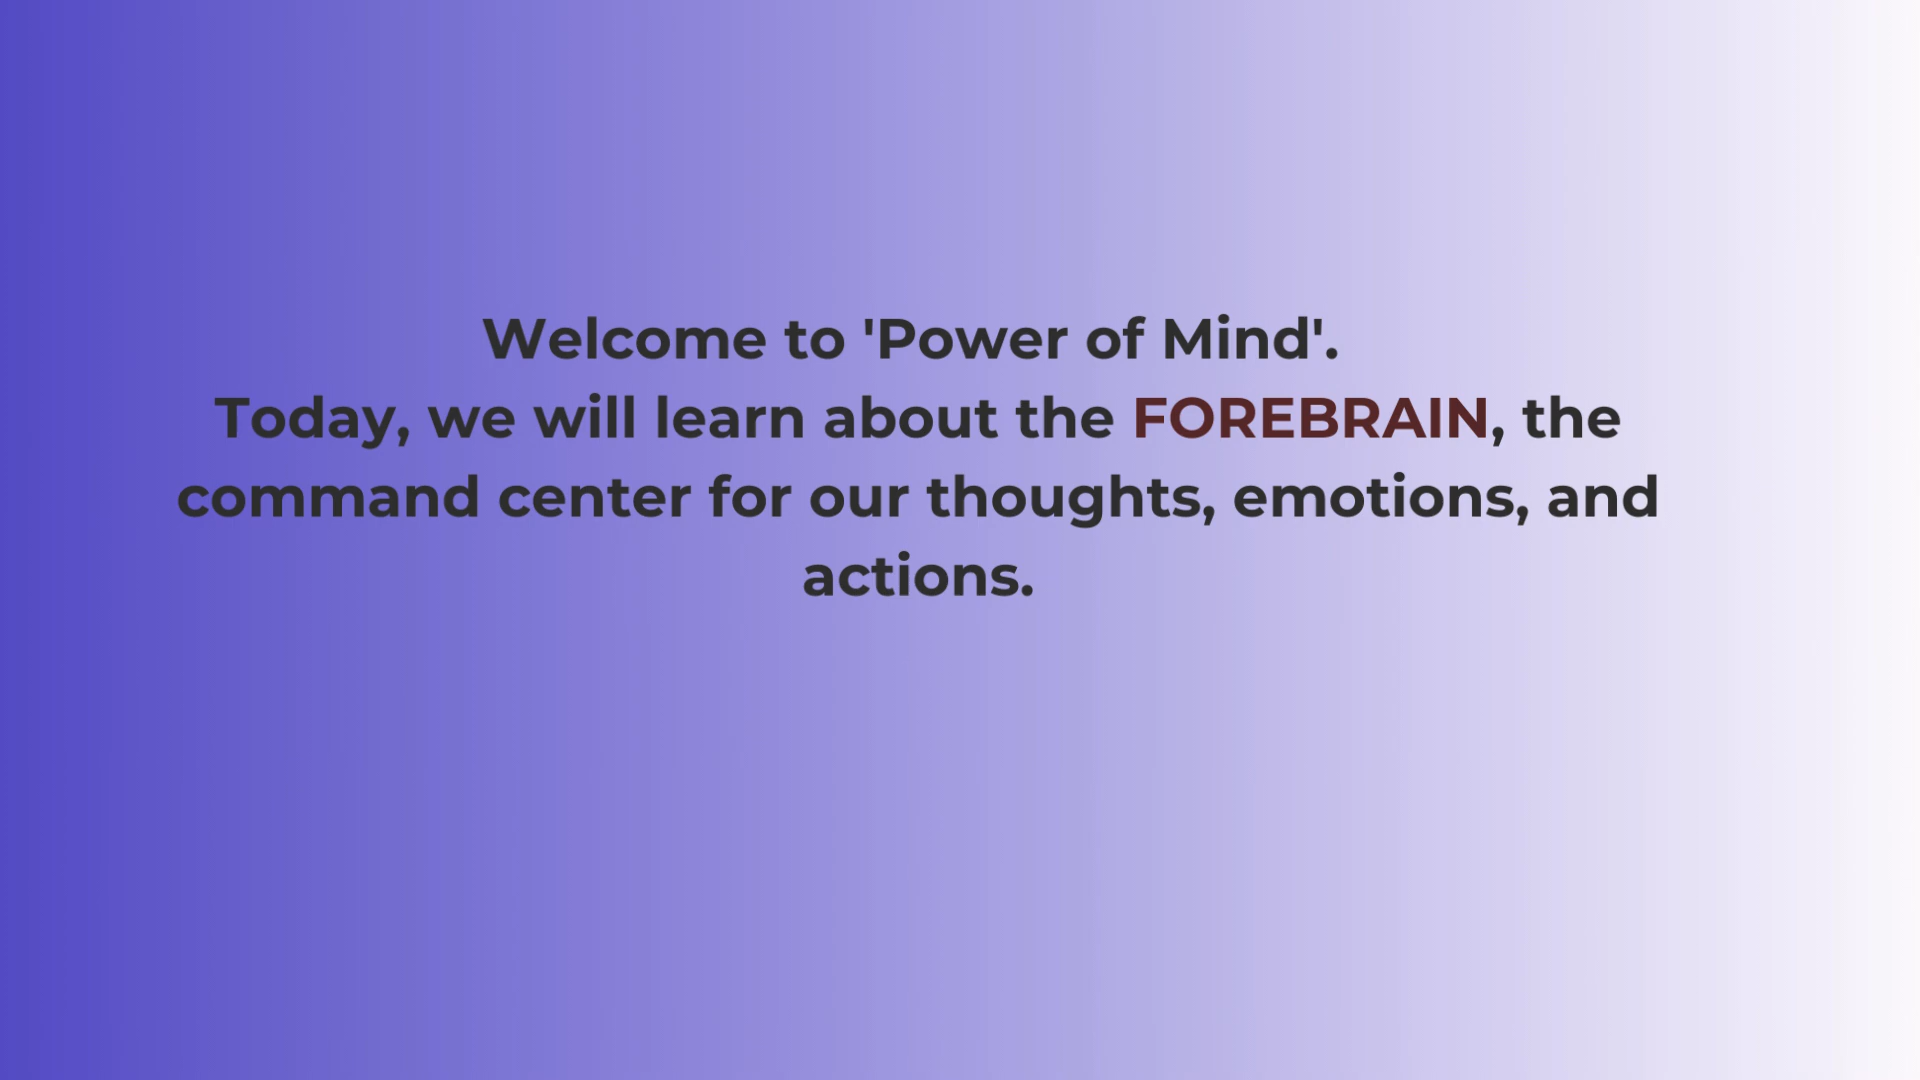 Welcome to 'Power of Mind'.
Today, we will learn about the FOREBRAIN, the
command center for our thoughts, emotions, and
actions.